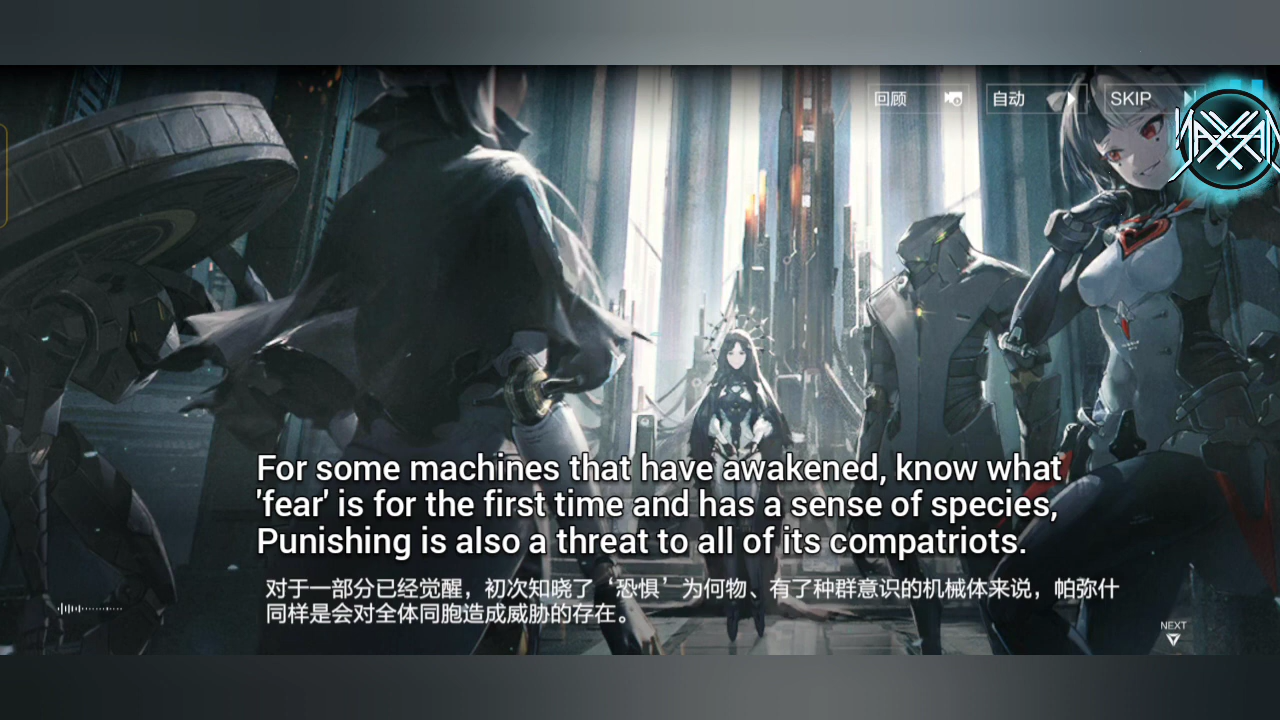 回顾
自动
SKIP
For some machines that have awakened, know what
'fear' is for the first time and has a sense of species,
Punishing is also a threat to all of its compatriots.
对于一部分已经觉醒，初次知晓了‘恐惧’为何物、有了种群意识的机械体来说，帕弥什
同样是会对全体同胞造成威胁的存在。
NEXT